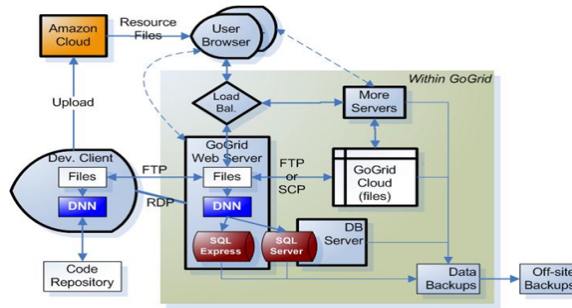 Amazon
Cloud
Resource
Files
User
Browser
Within GoGrid
Upload
Load
Bal.
More
Servers
Dev. Client
Files
DNN
FTP
RDP
GoGrid
Web Server
Files
DNN
FTP
or
SCP
GoGrid
Cloud
(files)
SQL
Express
SQL
Server
DB
Server
Code
Repository
Data
Backups
Off-site
Backups